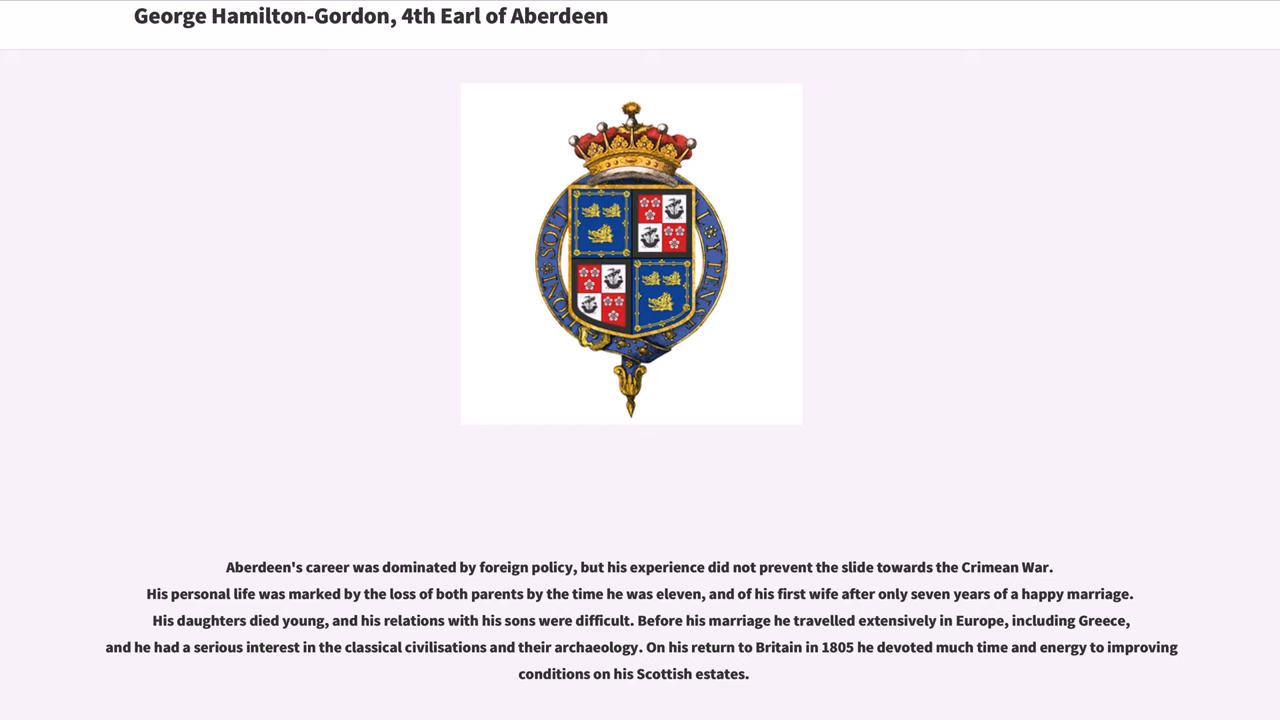 George Hamilton-Gordon, 4th Earl of Aberdeen
HONI SOIT
Y PENSE
Aberdeen's career was dominated by foreign policy, but his experience did not prevent the slide towards the Crimean War.
His personal life was marked by the loss of both parents by the time he was eleven, and of his first wife after only seven years of a happy marriage.
His daughters died young, and his relations with his sons were difficult. Before his marriage he travelled extensively in Europe, including Greece,
and he had a serious interest in the classical civilisations and their archaeology. On his return to Britain in 1805 he devoted much time and energy to improving
conditions on his Scottish estates.